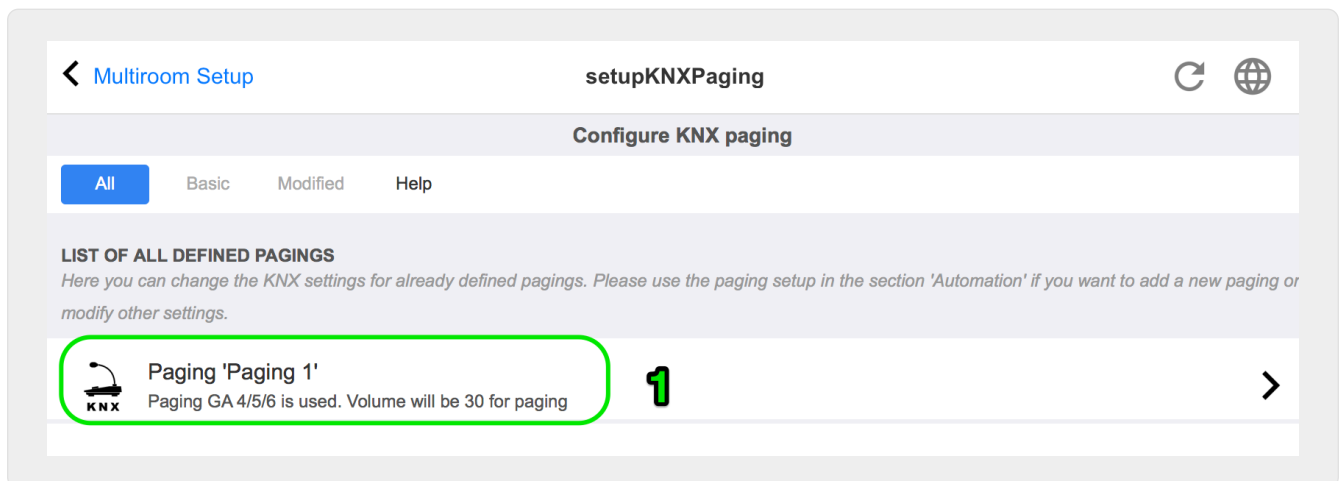 Multiroom Setup
setupKNXPaging
Configure KNX paging
All Basic Modified Help
LIST OF ALL DEFINED PAGINGS
Here you can change the KNX settings for already defined pagings. Please use the paging setup in the section 'Automation' if you want to add a new paging or
modify other settings.
Paging 'Paging 1'
KNX
Paging GA 4/5/6 is used. Volume will be 30 for paging
1